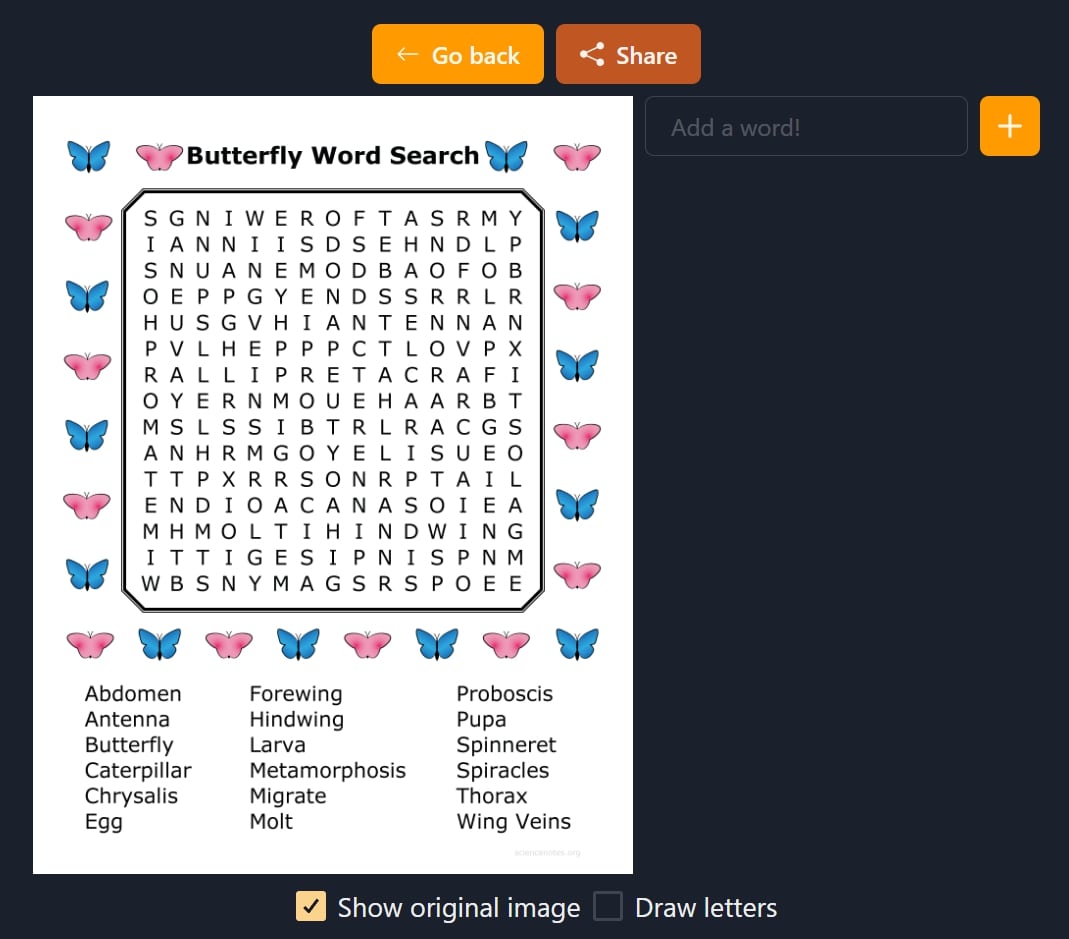 ← Go back
Share
Add a word!
+
Butterfly Word Search
S G N I W E R O F T A S R M Y
I A N N I I S D S E H N D L P
S N U A N E M O D B A O F O B
O E P P G Y E N D S S R R L R
H U S G V H I A N T E N N A N
P V L H E P P P C T L O V P X
R A L L I P R E T A C R A F I
O Y E R N M O U E H A A R B T
M S L S S I B T R L R A C G S
A N H R M G O Y E L I S U E O
T T P X R R S O N R P T A I L
E N D I O A C A N A S O I E A
M H M O L T I H I N D W I N G
I T T I G E S I P N I S P N M
W B S N Y M A G S R S P O E E
Abdomen Forewing Proboscis
Antenna Hindwing Pupa
Butterfly Larva Spinneret
Caterpillar Metamorphosis Spiracles
Chrysalis Migrate Thorax
Egg Molt Wing Veins
sciencenotes.org
Show original image Draw letters